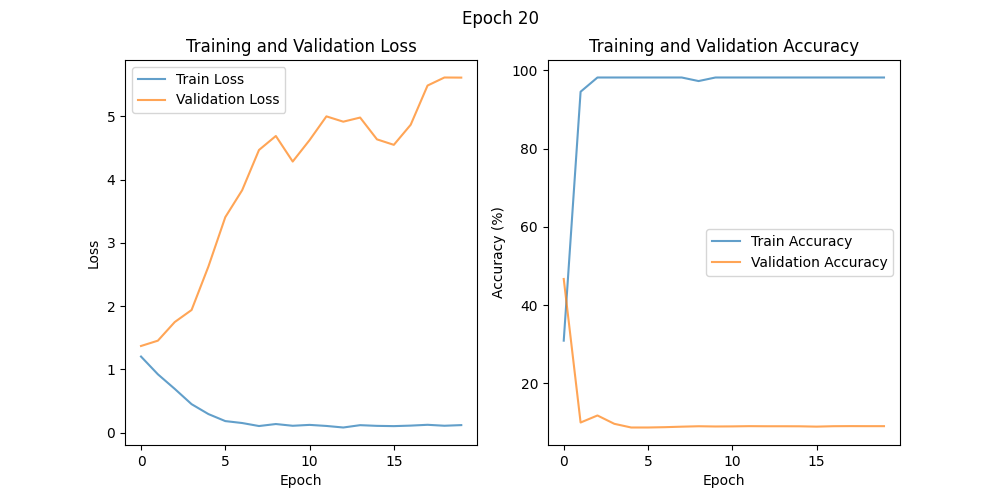 Epoch 20
Training and Validation Loss
Train Loss
Validation Loss
Loss
5
4
3
2
1
0
0 5 10 15
Epoch
Training and Validation Accuracy
Train Accuracy
Validation Accuracy
Accuracy (%)
100
80
60
40
20
0 5 10 15
Epoch